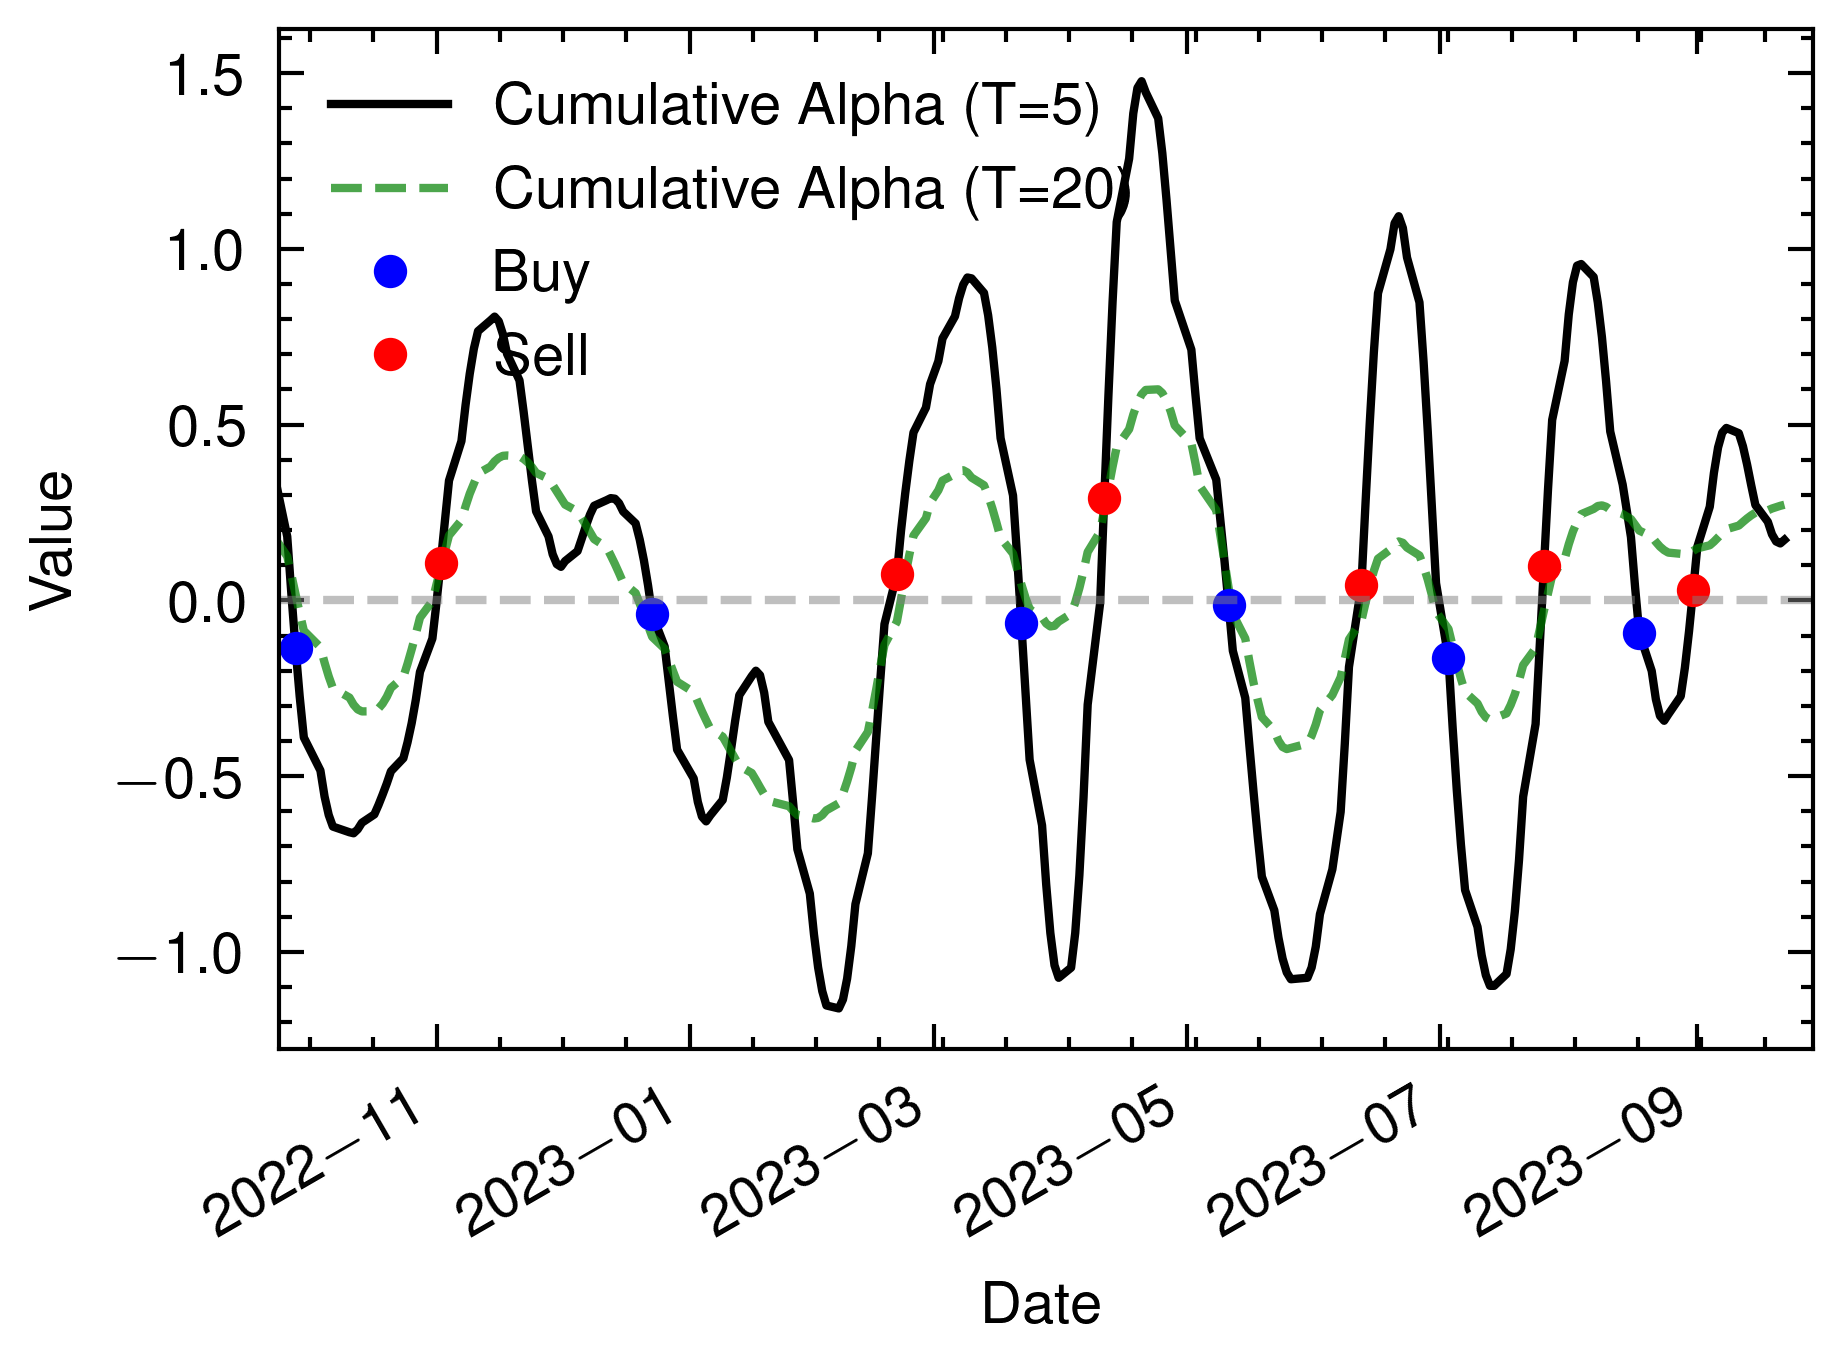 Cumulative Alpha (T=5)
Cumulative Alpha (T=20)
Buy
Sell
1.5
1.0
0.5
0.0
−0.5
−1.0
Value
2022−11
2023−01
2023−03
2023−05
2023−07
2023−09
Date